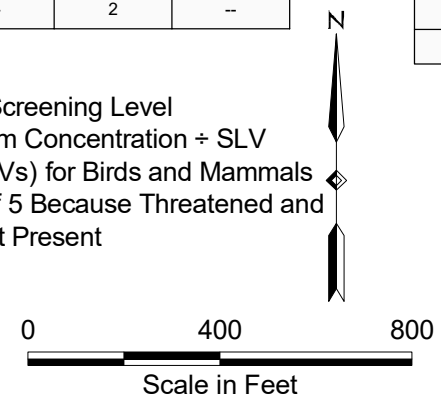 2 --
N
Screening Level
m Concentration ÷ SLV
Vs) for Birds and Mammals
f 5 Because Threatened and
t Present
0 400 800
Scale in Feet